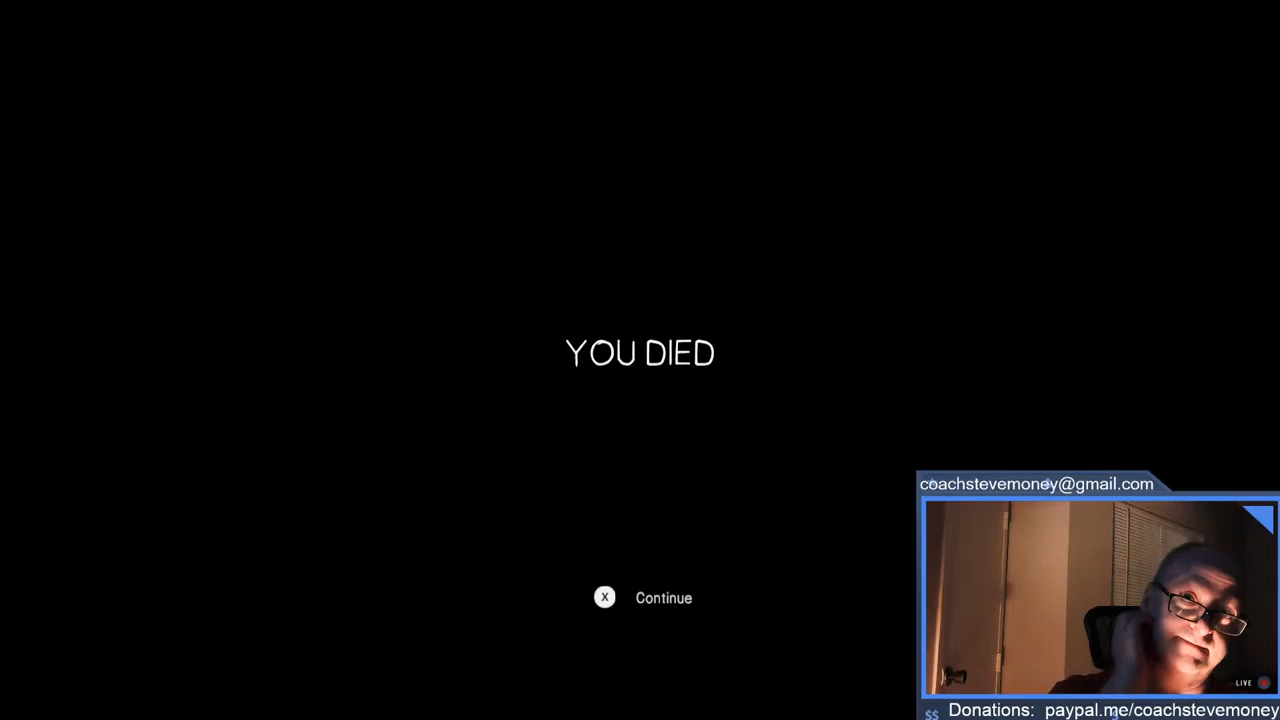 YOU DIED
X Continue
coachstevemoney@gmail.com
LIVE
$$ Donations: paypal.me/coachstevemoney